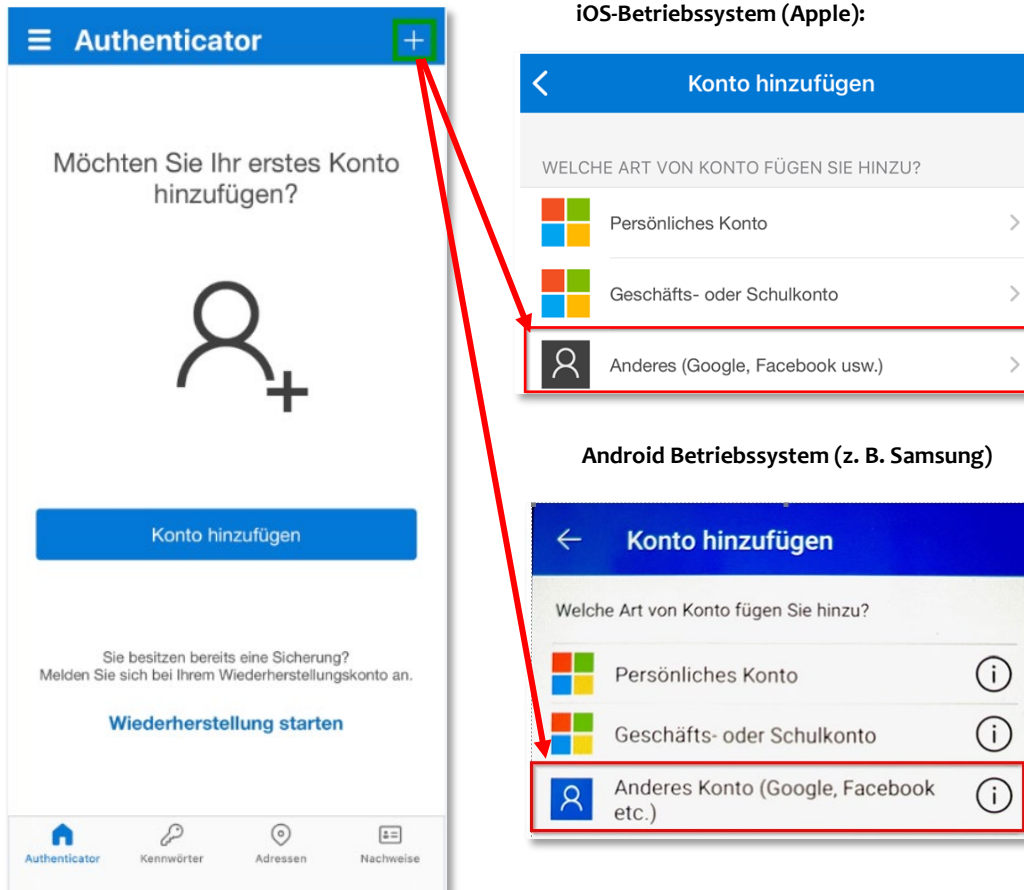 Authenticator
Möchten Sie Ihr erstes Konto
hinzufügen?
Konto hinzufügen
Sie besitzen bereits eine Sicherung?
Melden Sie sich bei Ihrem Wiederherstellungskonto an.
Wiederherstellung starten
Authenticator
Kennwörter
Adressen
Nachweise
iOS-Betriebssystem (Apple):
Konto hinzufügen
WELCHE ART VON KONTO FÜGEN SIE HINZU?
Persönliches Konto
Geschäfts- oder Schulkonto
Anderes (Google, Facebook usw.)
Android Betriebssystem (z. B. Samsung)
Konto hinzufügen
Welche Art von Konto fügen Sie hinzu?
Persönliches Konto
Geschäfts- oder Schulkonto
Anderes Konto (Google, Facebook
etc.)